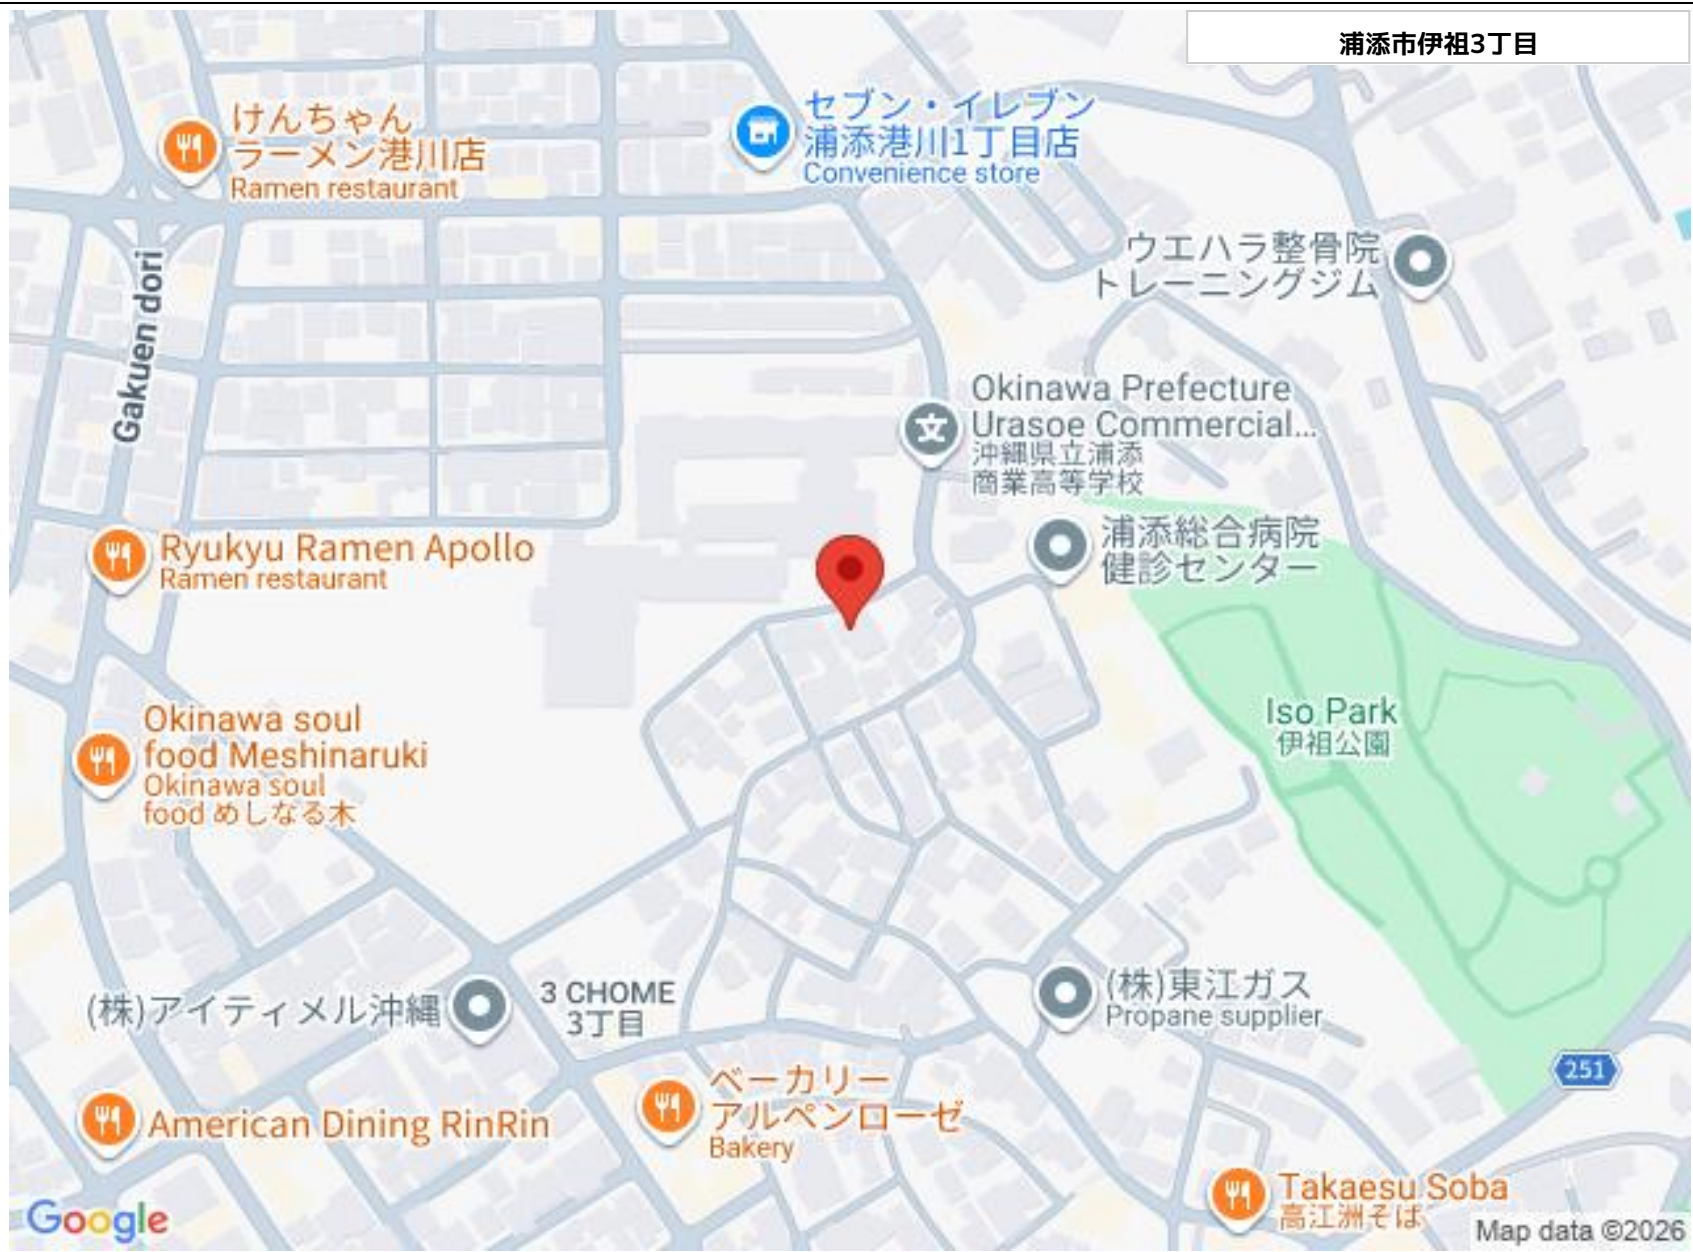 浦添市伊祖3丁目
けんちゃん
ラーメン港川店
Ramen restaurant
セブン・イレブン
浦添港川1丁目店
Convenience store
ウエハラ整骨院
トレーニングジム
Gakuen dori
Okinawa Prefecture
Urasoe Commercial...
沖縄県立浦添
商業高等学校
浦添総合病院
健診センター
Ryukyu Ramen Apollo
Ramen restaurant
Iso Park
伊祖公園
Okinawa soul
food Meshinaruki
Okinawa soul
food めしなる木
(株)アイティメル沖縄
3 CHOME
3丁目
(株)東江ガス
Propane supplier
251
ベーカリー
アルペンローゼ
Bakery
American Dining RinRin
Takaesu Soba
高江洲そば
Google
Map data ©2026